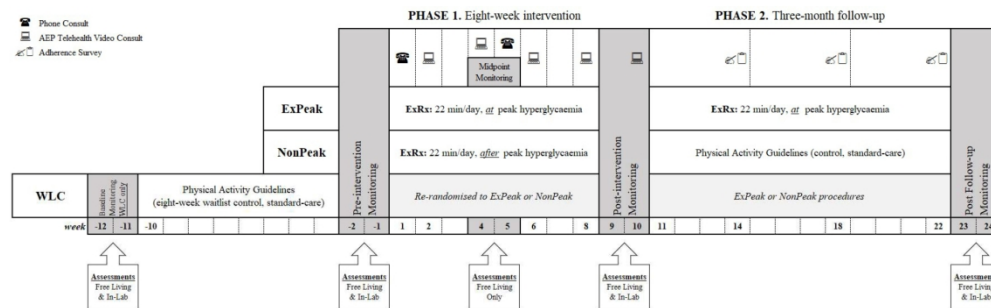 PHASE 1. Eight-week intervention
PHASE 2. Three-month follow-up
Phone Consult
AEP Telehealth Video Consult
Adherence Survey
Midpoint
Monitoring
ExPeak
ExRx: 22 min/day, at peak hyperglycaemia
ExRx: 22 min/day, at peak hyperglycaemia
NonPeak
ExRx: 22 min/day, after peak hyperglycaemia
Physical Activity Guidelines (control, standard-care)
WLC
Baseline
Monitoring
WLC only
Physical Activity Guidelines
(eight-week waitlist control, standard-care)
Pre-intervention
Monitoring
Re-randomised to ExPeak or NonPeak
Post-intervention
Monitoring
ExPeak or NonPeak procedures
Post Follow-up
Monitoring
week -12 -11 -10 -2 -1 1 2 4 5 6 8 9 10 11 14 18 22 23 24
Assessments
Free Living
& In-Lab
Assessments
Free Living
& In-Lab
Assessments
Free Living
Only
Assessments
Free Living
& In-Lab
Assessments
Free Living
& In-Lab